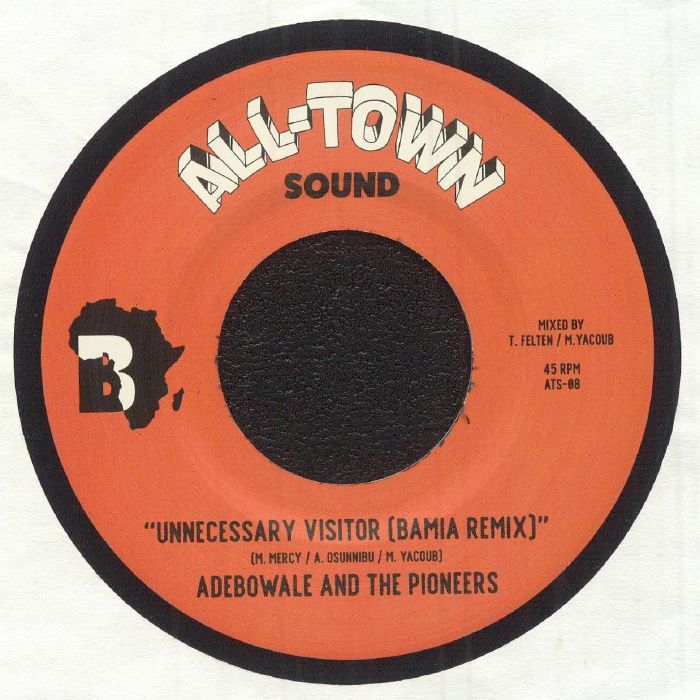 ALL-TOWN
SOUND
B
MIXED BY
T. FELTEN / M.YACOUB
45 RPM
ATS-08
“UNNECESSARY VISITOR (BAMIA REMIX)”
(M. MERCY / A. OSUNNIBU / M. YACOUB)
ADEBOWALE AND THE PIONEERS